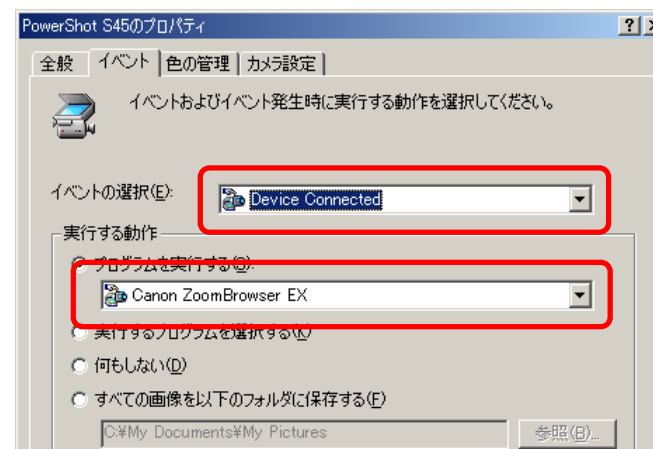 PowerShot S45のプロパティ
全般 イベント 色の管理 カメラ設定
イベントおよびイベント発生時に実行する動作を選択してください。
イベントの選択(E): Device Connected
実行する動作
プログラムを実行する(O):
Canon ZoomBrowser EX
実行するプログラムを選択する(K)
何もしない(D)
すべての画像を以下のフォルダに保存する(F)
C:¥My Documents¥My Pictures 参照(B)...